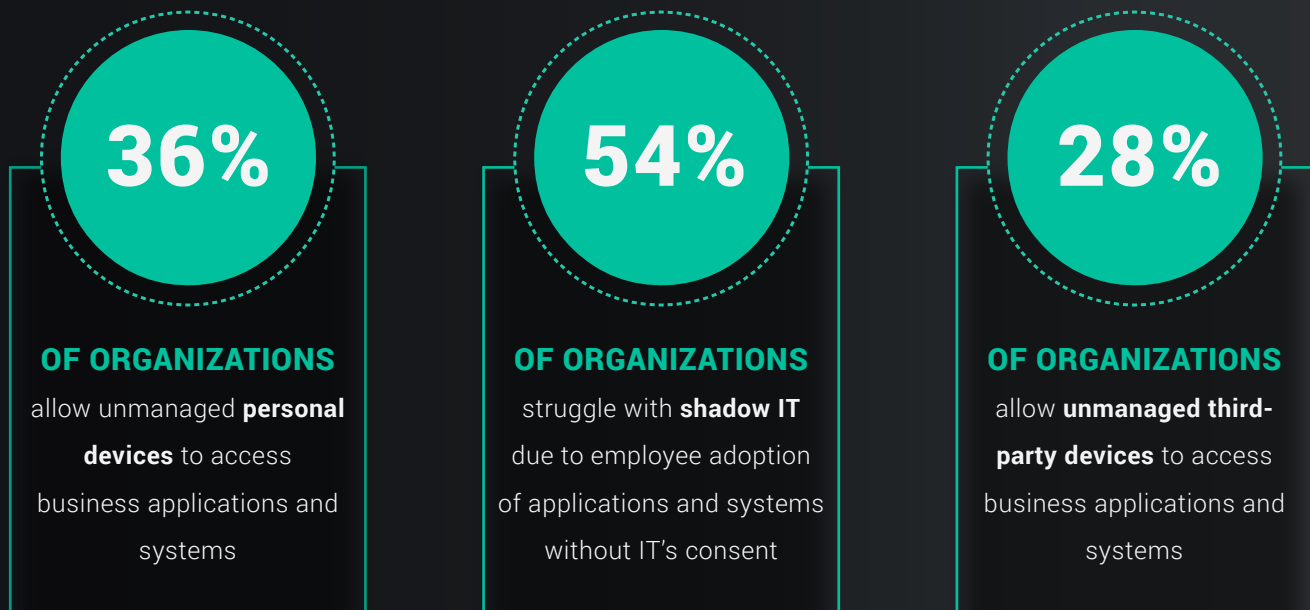 36%
OF ORGANIZATIONS
allow unmanaged personal
devices to access
business applications and
systems
54%
OF ORGANIZATIONS
struggle with shadow IT
due to employee adoption
of applications and systems
without IT’s consent
28%
OF ORGANIZATIONS
allow unmanaged third-
party devices to access
business applications and
systems